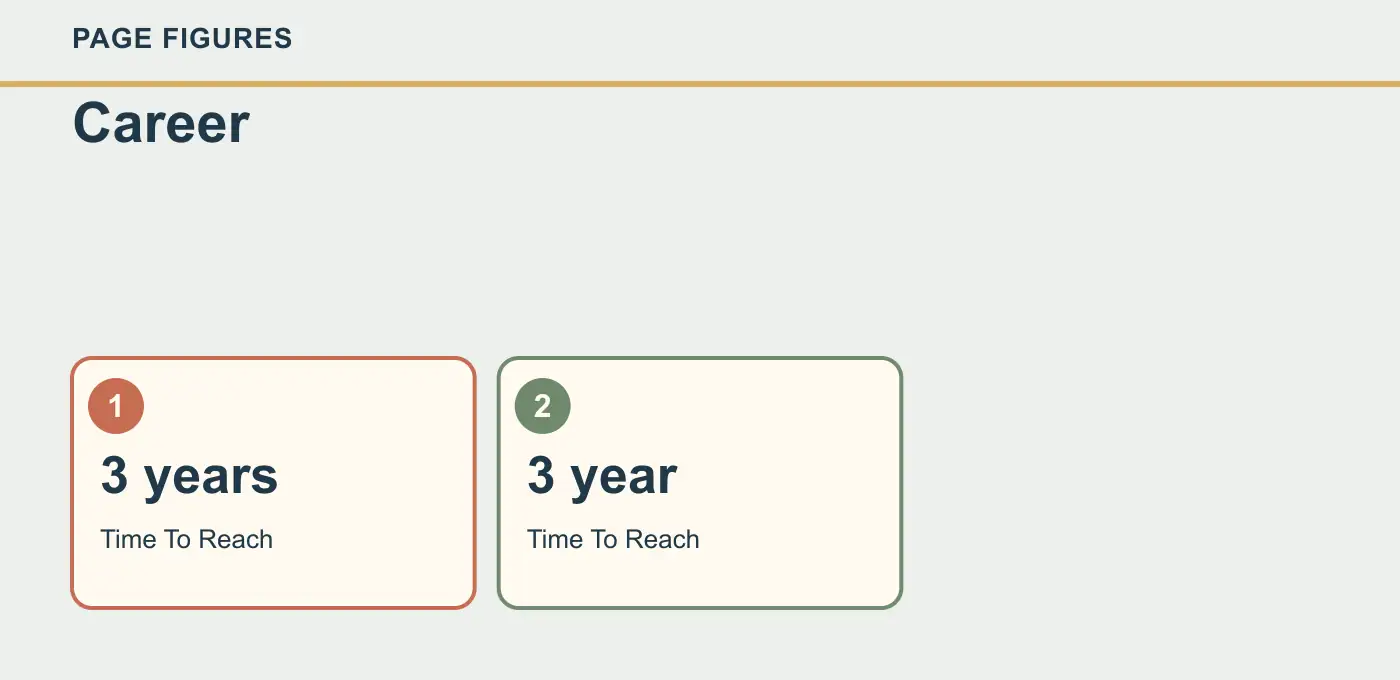 PAGE FIGURES
Career
1
3 years
Time To Reach
2
3 year
Time To Reach